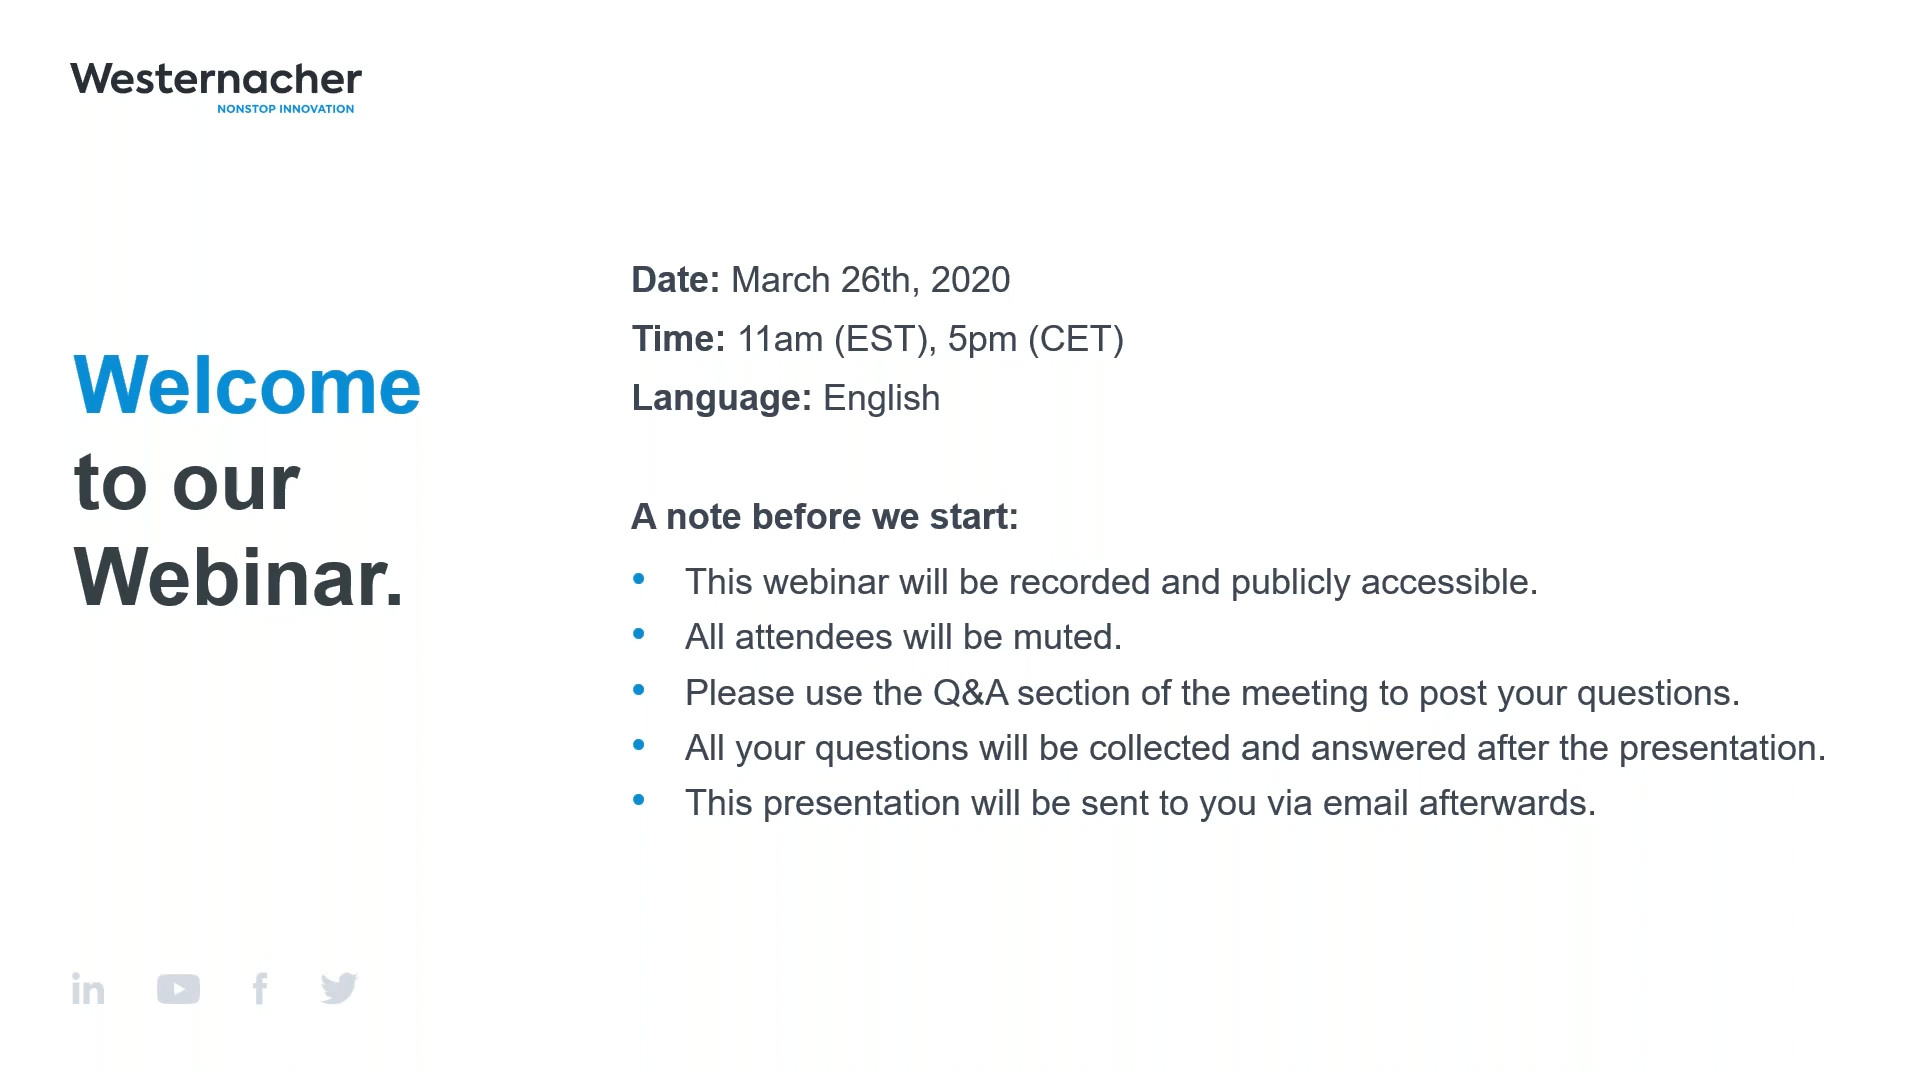 Westernacher
NONSTOP INNOVATION
Welcome
to our
Webinar.
Date: March 26th, 2020
Time: 11am (EST), 5pm (CET)
Language: English
A note before we start:
• This webinar will be recorded and publicly accessible.
• All attendees will be muted.
• Please use the Q&A section of the meeting to post your questions.
• All your questions will be collected and answered after the presentation.
• This presentation will be sent to you via email afterwards.